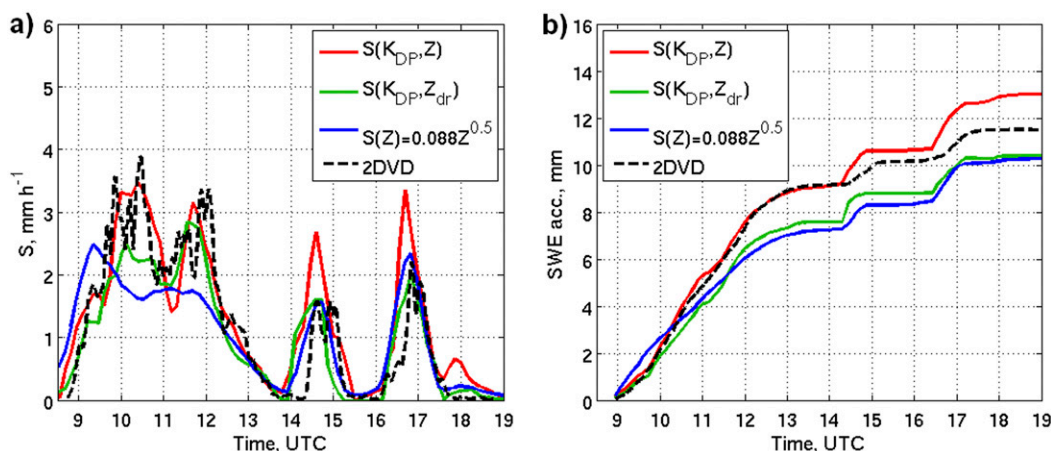 a)
6
5
4
3
2
1
0
S, mm h⁻¹
S(K_DP,Z)
S(K_DP,Z_dr)
S(Z)=0.088Z^0.5
2DVD
9 10 11 12 13 14 15 16 17 18 19
Time, UTC
b)
16
14
12
10
8
6
4
2
0
SWE acc., mm
S(K_DP,Z)
S(K_DP,Z_dr)
S(Z)=0.088Z^0.5
2DVD
9 10 11 12 13 14 15 16 17 18 19
Time, UTC